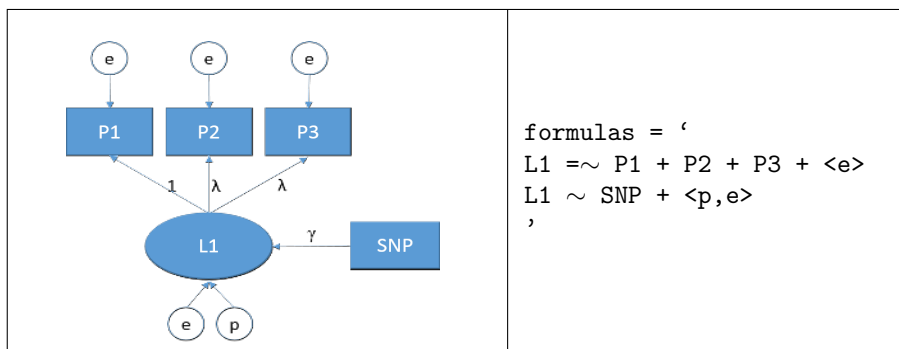 e e e
P1 P2 P3
1 λ λ
L1 γ SNP
e p
formulas = ‘
L1 =∼ P1 + P2 + P3 + <e>
L1 ∼ SNP + <p,e>
’